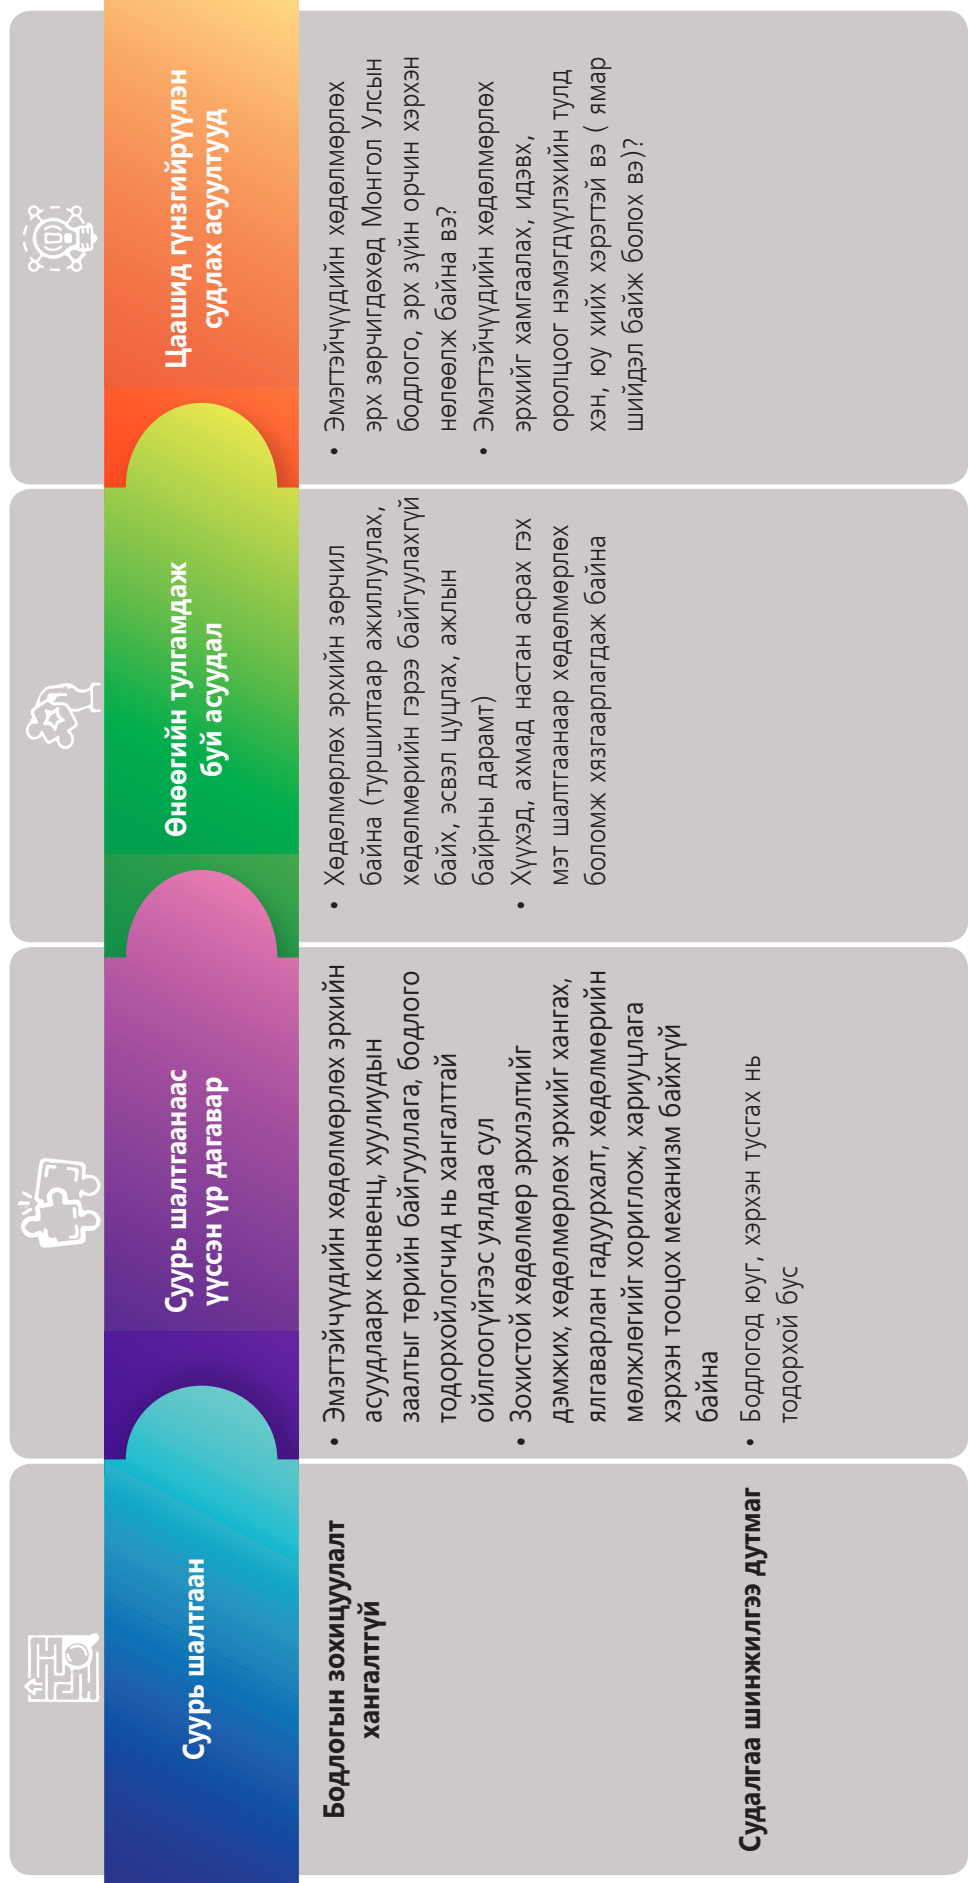 Суурь шалтгаан
Бодлогын зохицуулалт
хангалтгүй
Судалгаа шинжилгээ дутмаг
Суурь шалтгаанаас
үүссэн үр дагавар
• Эмэгтэйчүүдийн хөдөлмөрлөх эрхийн
асуудлаарх конвенц, хуулиудын
заалтыг төрийн байгууллага, бодлого
тодорхойлогчид нь хангалттай
ойлгоогүйгээс уялдаа сул
• Зохистой хөдөлмөр эрхлэлтийг
дэмжих, хөдөлмөрлөх эрхийг хангах,
ялгаварлан гадуурхалт, хөдөлмөрийн
мөлжлөгийг хориглож, хариуцлага
хэрхэн тооцох механизм байхгүй
байна
• Бодлогод юуг, хэрхэн тусгах нь
тодорхой бус
Өнөөгийн тулгамдаж
буй асуудал
• Хөдөлмөрлөх эрхийн зөрчил
байна (туршилтаар ажиллуулах,
хөдөлмөрийн гэрээ байгуулахгүй
байх, эсвэл цуцлах, ажлын
байрны дарамт)
• Хүүхэд, ахмад настан асрах гэх
мэт шалтгаанаар хөдөлмөрлөх
боломж хязгаарлагдаж байна
Цаашид гүнзгийрүүлэн
судлах асуултууд
• Эмэгтэйчүүдийн хөдөлмөрлөх
эрх зөрчигдөхөд Монгол Улсын
бодлого, эрх зүйн орчин хэрхэн
нөлөөлж байна вэ?
• Эмэгтэйчүүдийн хөдөлмөрлөх
эрхийг хамгаалах, идэвх,
оролцоог нэмэгдүүлэхийн тулд
хэн, юу хийх хэрэгтэй вэ ( ямар
шийдэл байж болох вэ)?